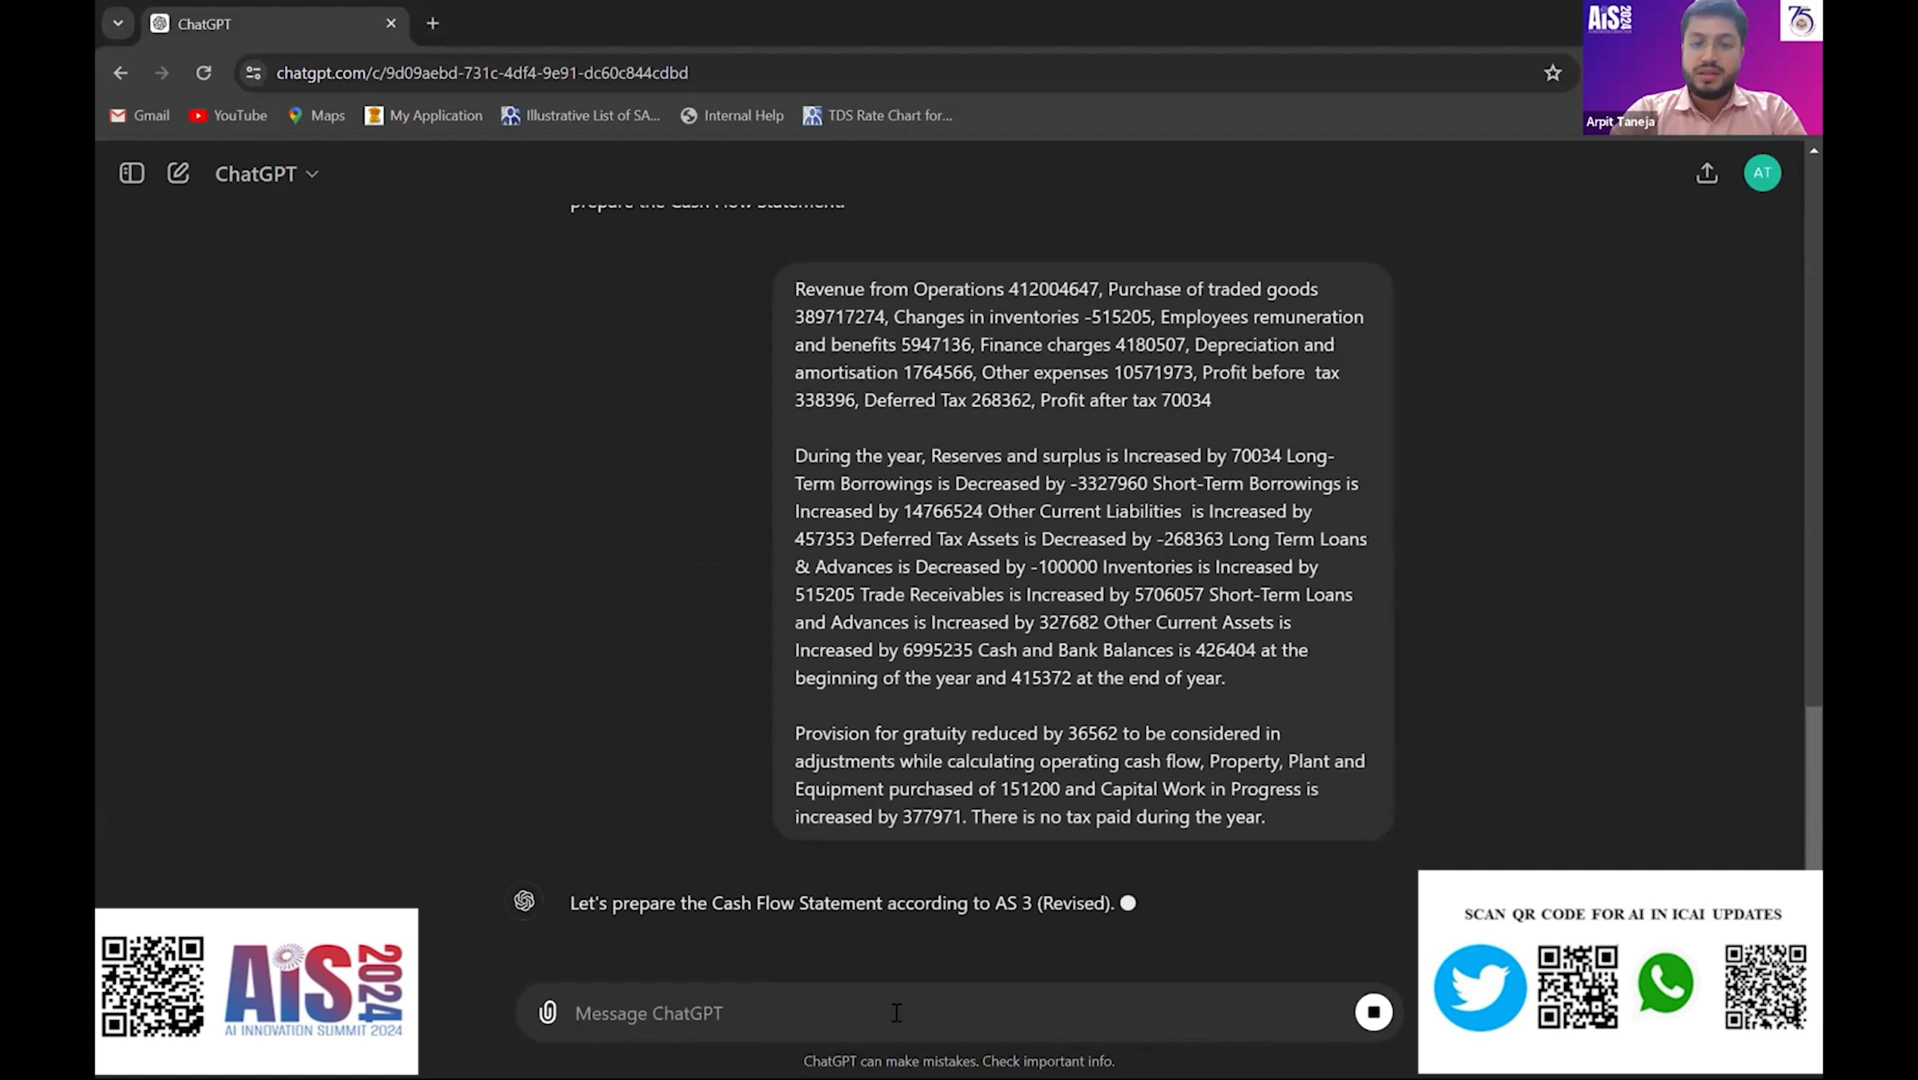 ChatGPT
AIS 2024
75
chatgpt.com/c/9d09aebd-731c-4df4-9e91-dc60c844cdbd
Gmail
YouTube
Maps
My Application
Illustrative List of SA...
Internal Help
TDS Rate Chart for...
Arpit Taneja
ChatGPT
AT
prepare the Cash Flow Statement.
Revenue from Operations 412004647, Purchase of traded goods
389717274, Changes in inventories -515205, Employees remuneration
and benefits 5947136, Finance charges 4180507, Depreciation and
amortisation 1764566, Other expenses 10571973, Profit before  tax
338396, Deferred Tax 268362, Profit after tax 70034
During the year, Reserves and surplus is Increased by 70034 Long-
Term Borrowings is Decreased by -3327960 Short-Term Borrowings is
Increased by 14766524 Other Current Liabilities  is Increased by
457353 Deferred Tax Assets is Decreased by -268363 Long Term Loans
& Advances is Decreased by -100000 Inventories is Increased by
515205 Trade Receivables is Increased by 5706057 Short-Term Loans
and Advances is Increased by 327682 Other Current Assets is
Increased by 6995235 Cash and Bank Balances is 426404 at the
beginning of the year and 415372 at the end of year.
Provision for gratuity reduced by 36562 to be considered in
adjustments while calculating operating cash flow, Property, Plant and
Equipment purchased of 151200 and Capital Work in Progress is
increased by 377971. There is no tax paid during the year.
Let's prepare the Cash Flow Statement according to AS 3 (Revised).
Message ChatGPT
ChatGPT can make mistakes. Check important info.
AiS 2024
AI INNOVATION SUMMIT 2024
SCAN QR CODE FOR AI IN ICAI UPDATES